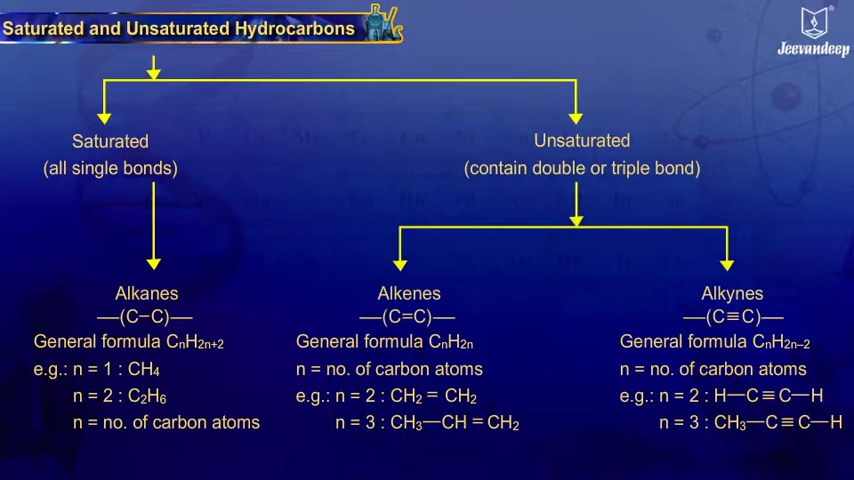 Saturated and Unsaturated Hydrocarbons
Jeevandeep®
Saturated
(all single bonds)
Unsaturated
(contain double or triple bond)
Alkanes
—(C−C)—
General formula CₙH₂ₙ₊₂
e.g.: n = 1 : CH₄
n = 2 : C₂H₆
n = no. of carbon atoms
Alkenes
—(C=C)—
General formula CₙH₂ₙ
n = no. of carbon atoms
e.g.: n = 2 : CH₂ = CH₂
n = 3 : CH₃—CH = CH₂
Alkynes
—(C≡C)—
General formula CₙH₂ₙ₋₂
n = no. of carbon atoms
e.g.: n = 2 : H—C≡C—H
n = 3 : CH₃—C≡C—H